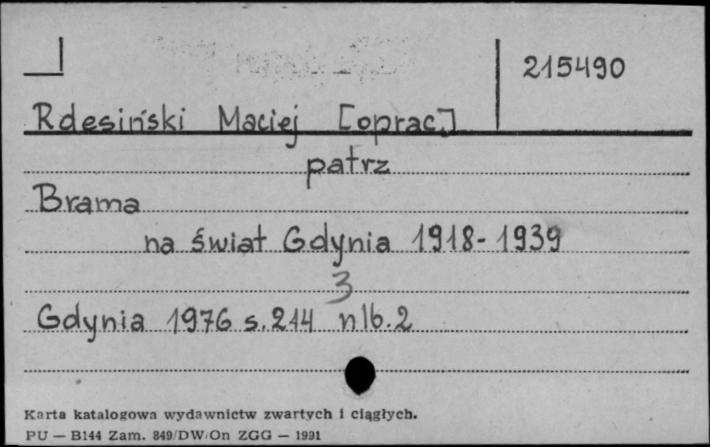 215490
Rdesiński Maciej [oprac.]
patrz
Brama
na świat Gdynia 1918-1939
3
Gdynia 1976 s. 214 nlb. 2
Karta katalogowa wydawnictw zwartych i ciągłych.
PU — B144 Zam. 849/DW/On ZGG — 1991